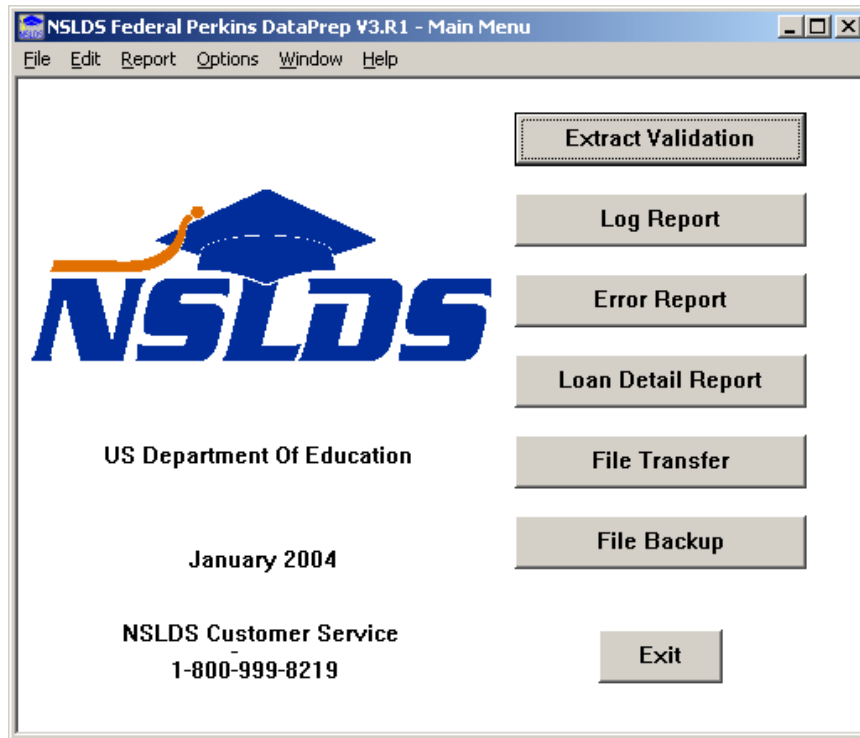 NSLDS Federal Perkins DataPrep V3.R1 - Main Menu
File Edit Report Options Window Help
Extract Validation
Log Report
Error Report
Loan Detail Report
File Transfer
File Backup
Exit
NSLDS
US Department Of Education
January 2004
NSLDS Customer Service
1-800-999-8219